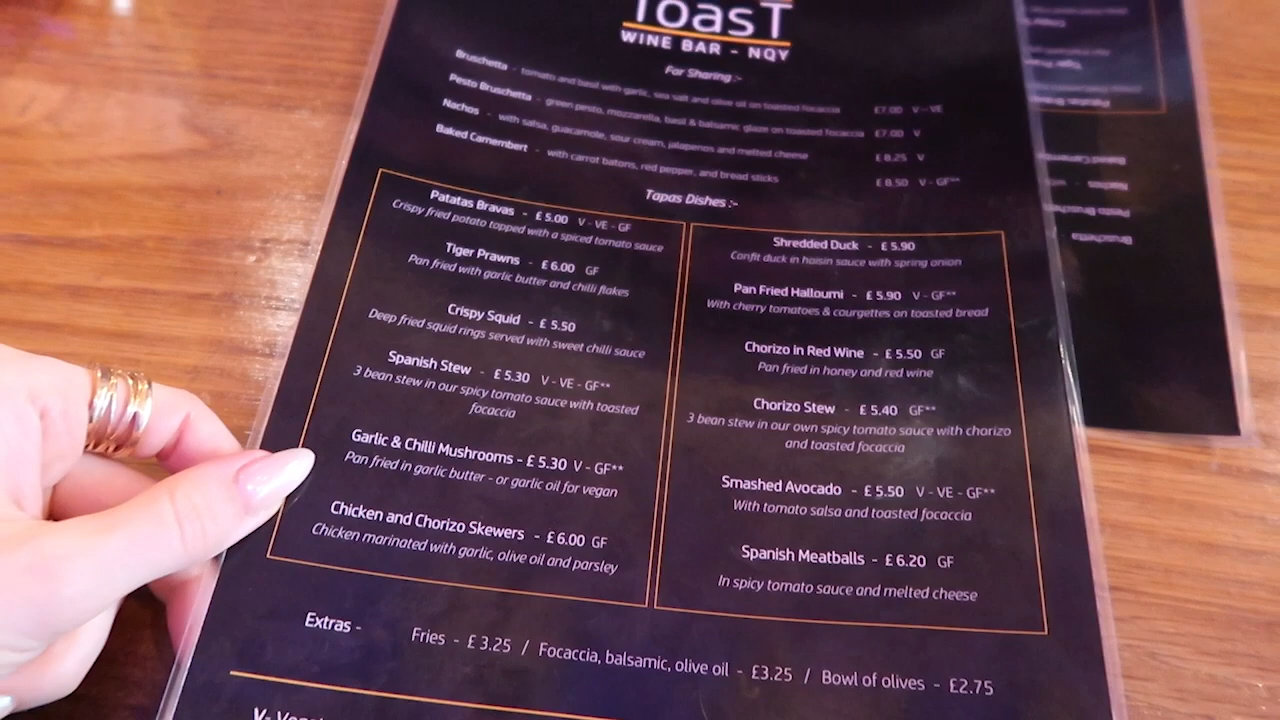 ToasT
WINE BAR - NQY
For Sharing:-
Bruschetta - tomato and basil with garlic, sea salt and olive oil on toasted focaccia £7.00 V - VE
Pesto Bruschetta - green pesto, mozzarella, basil & balsamic glaze on toasted focaccia £7.00 V
Nachos - with salsa, guacamole, sour cream, jalapenos and melted cheese £8.25 V
Baked Camembert - with carrot batons, red pepper, and bread sticks £8.50 V - GF**
Tapas Dishes :-
Patatas Bravas - £5.00 V - VE - GF
Crispy fried potato topped with a spiced tomato sauce
Tiger Prawns - £6.00 GF
Pan fried with garlic butter and chilli flakes
Crispy Squid - £5.50
Deep fried squid rings served with sweet chilli sauce
Spanish Stew - £5.30 V - VE - GF**
3 bean stew in our spicy tomato sauce with toasted
focaccia
Garlic & Chilli Mushrooms - £5.30 V - GF**
Pan fried in garlic butter - or garlic oil for vegan
Chicken and Chorizo Skewers - £6.00 GF
Chicken marinated with garlic, olive oil and parsley
Shredded Duck - £5.90
Confit duck in hoisin sauce with spring onion
Pan Fried Halloumi - £5.90 V - GF**
With cherry tomatoes & courgettes on toasted bread
Chorizo in Red Wine - £5.50 GF
Pan fried in honey and red wine
Chorizo Stew - £5.40 GF**
3 bean stew in our own spicy tomato sauce with chorizo
and toasted focaccia
Smashed Avocado - £5.50 V - VE - GF**
With tomato salsa and toasted focaccia
Spanish Meatballs - £6.20 GF
In spicy tomato sauce and melted cheese
Extras - Fries - £3.25 / Focaccia, balsamic, olive oil - £3.25 / Bowl of olives - £2.75
V-
Bruschetta
Pesto Bruschetta
Nachos
Baked Camembert